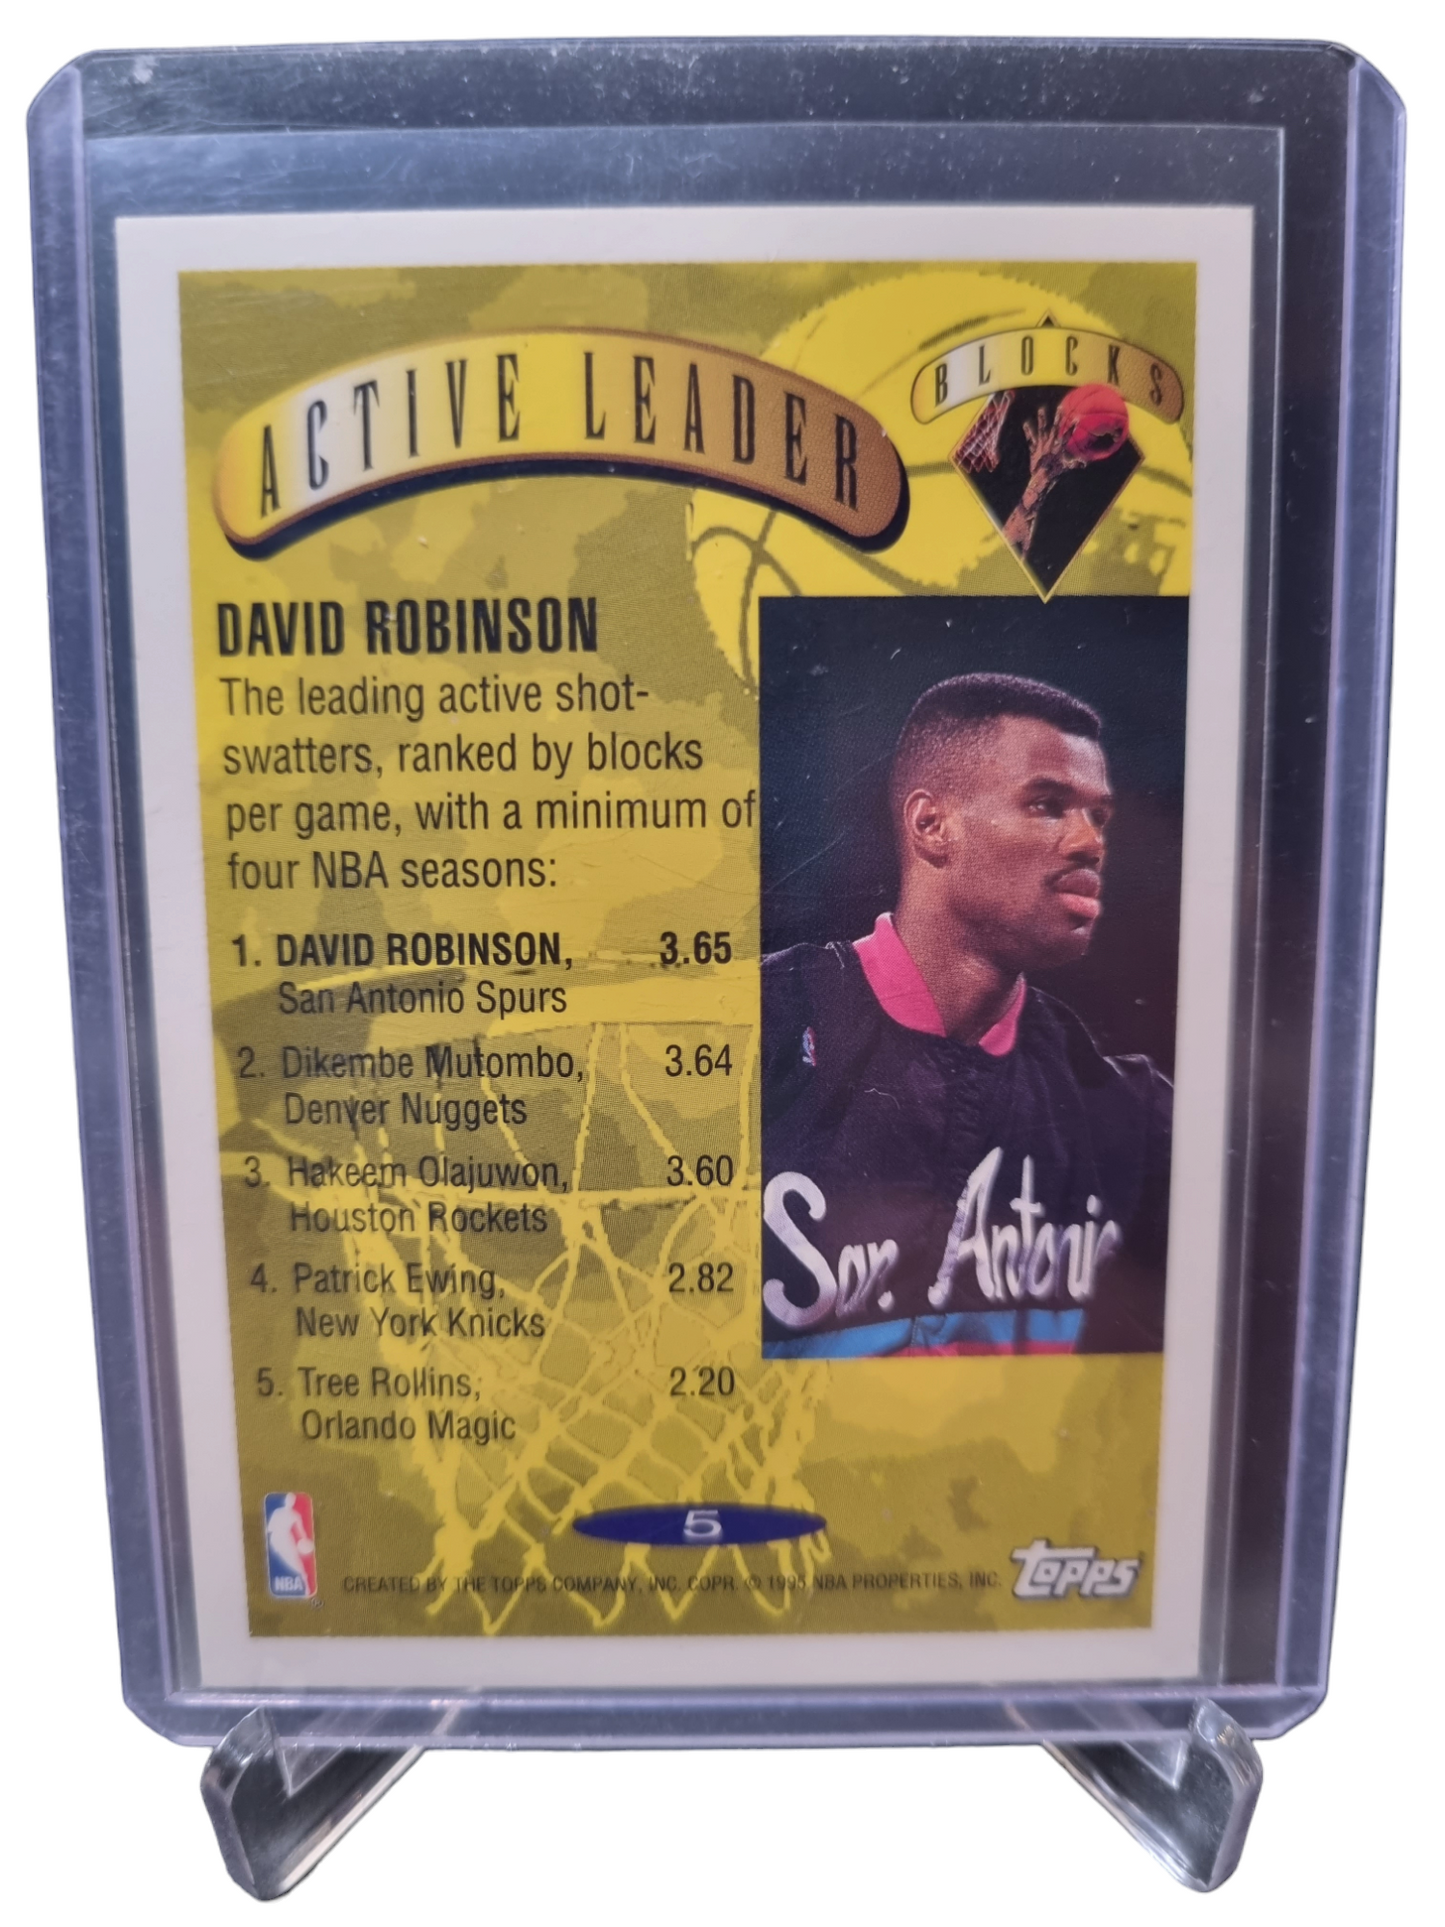 ACTIVE LEADER
BLOCKS
DAVID ROBINSON
The leading active shot-
swatters, ranked by blocks
per game, with a minimum of
four NBA seasons:
1. DAVID ROBINSON, 3.65
San Antonio Spurs
2. Dikembe Mutombo, 3.64
Denver Nuggets
3. Hakeem Olajuwon, 3.60
Houston Rockets
4. Patrick Ewing, 2.82
New York Knicks
5. Tree Rollins, 2.20
Orlando Magic
San Antonio
5
NBA
CREATED BY THE TOPPS COMPANY, INC. COPR. © 1995 NBA PROPERTIES, INC.
TOPPS